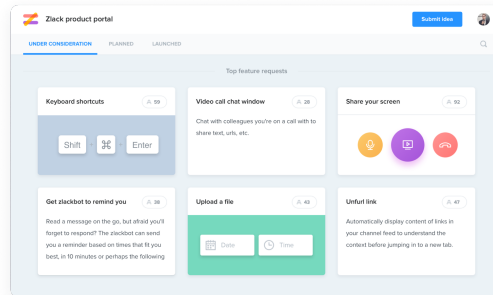 Zlack product portal
Submit idea
UNDER CONSIDERATION
PLANNED
LAUNCHED
Top feature requests
Keyboard shortcuts
59
Shift
⌘
Enter
Video call chat window
28
Chat with colleagues you're on a call with to
share text, urls, etc.
Share your screen
92
Get zlackbot to remind you
38
Read a message on the go, but afraid you'll
forget to respond? The zlackbot can send
you a reminder based on times that fit you
best, in 10 minutes or perhaps the following
Upload a file
43
Date
Time
Unfurl link
47
Automatically display content of links in
your channel feed to understand the
context before jumping in to a new tab.